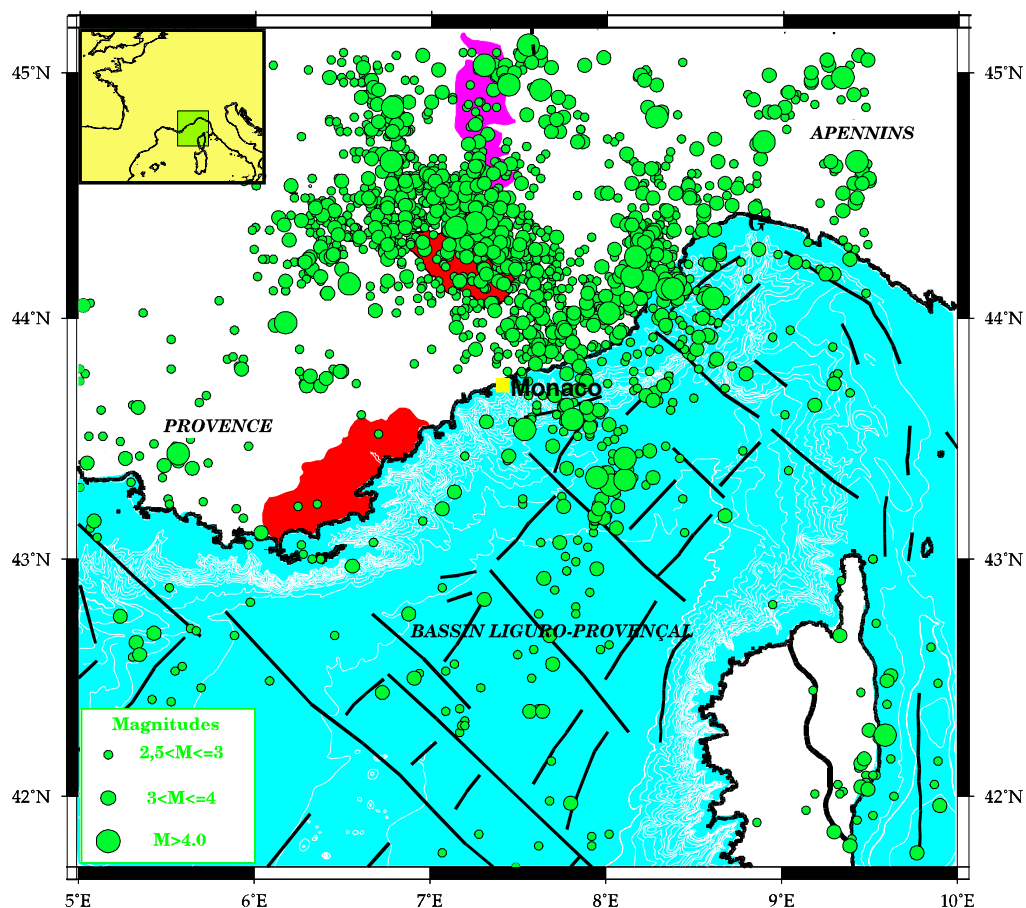 45°N
45°N
APENNINS
G
44°N
44°N
Monaco
PROVENCE
43°N
43°N
BASSIN LIGURO-PROVENÇAL
Magnitudes
2,5<M<=3
3<M<=4
M>4.0
42°N
42°N
5°E
6°E
7°E
8°E
9°E
10°E